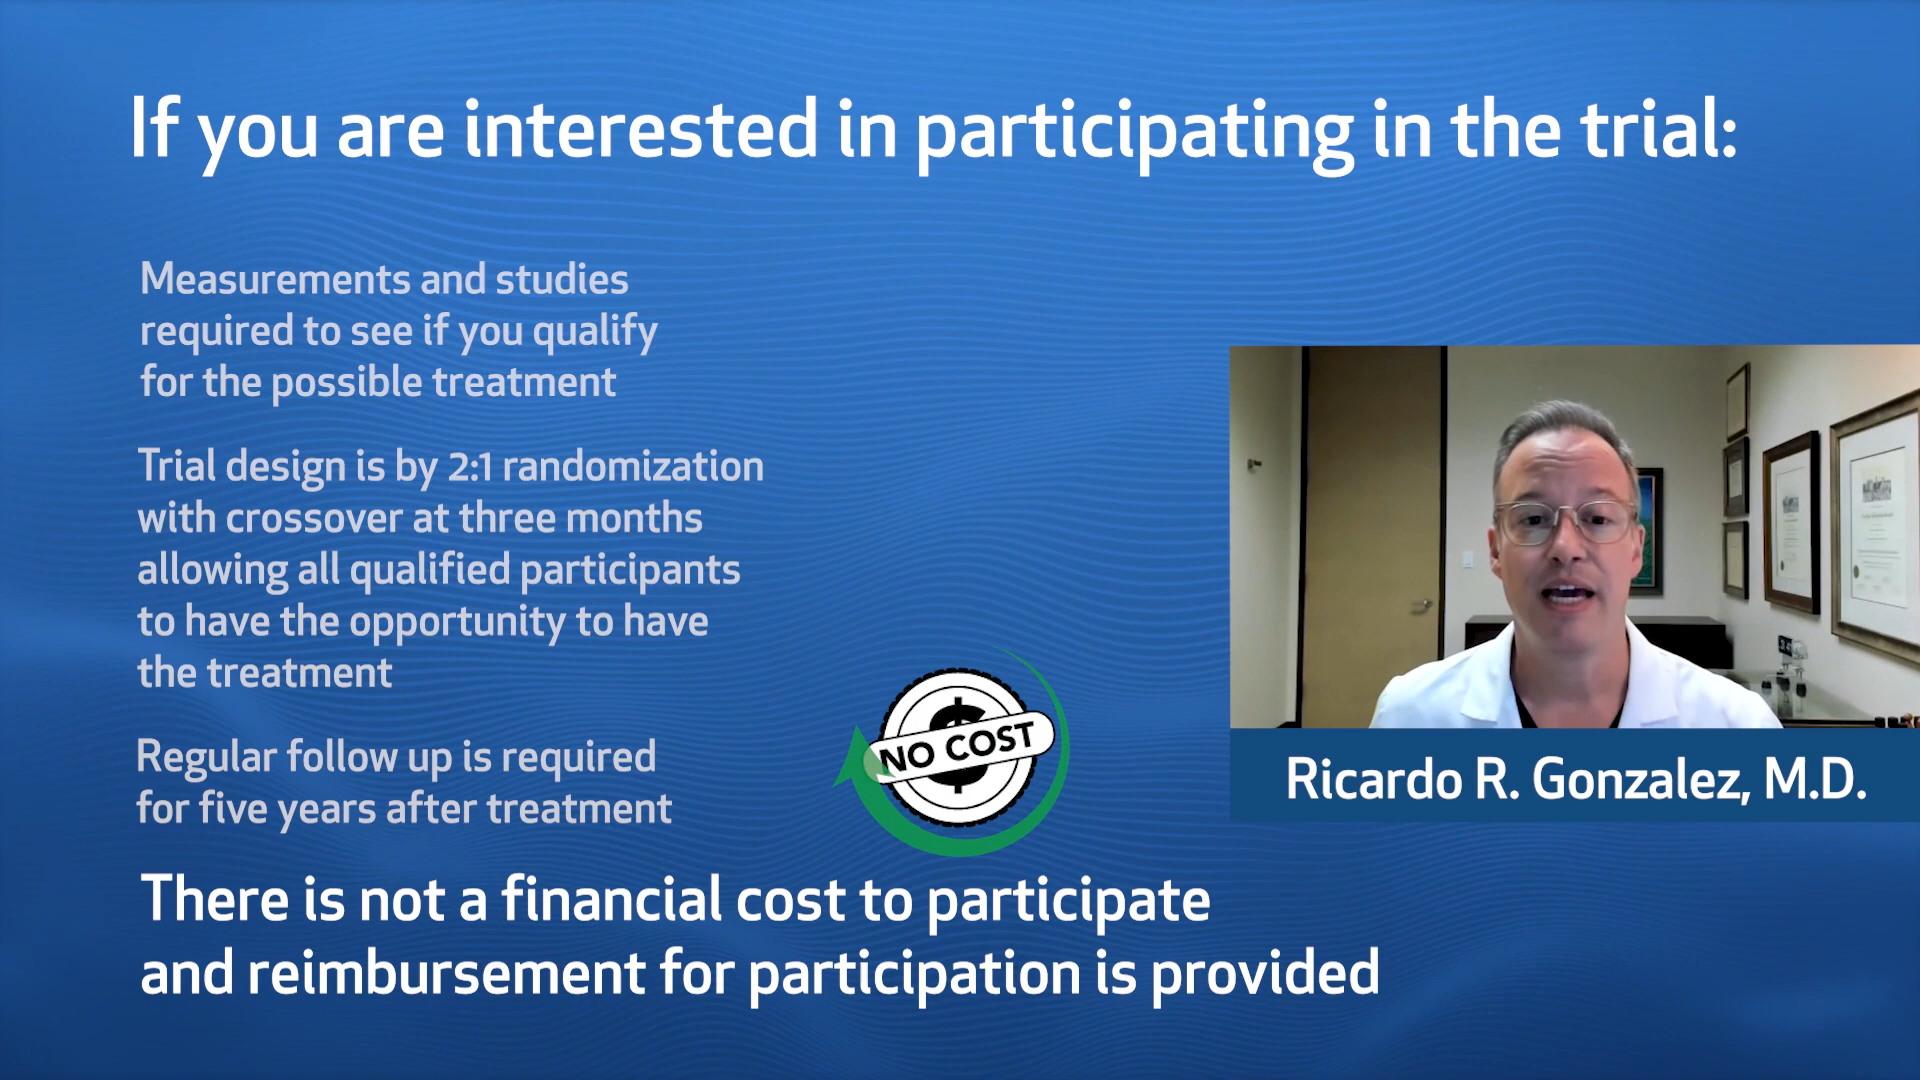 If you are interested in participating in the trial:
Measurements and studies
required to see if you qualify
for the possible treatment
Trial design is by 2:1 randomization
with crossover at three months
allowing all qualified participants
to have the opportunity to have
the treatment
Regular follow up is required
for five years after treatment
$
NO COST
There is not a financial cost to participate
and reimbursement for participation is provided
Ricardo R. Gonzalez, M.D.